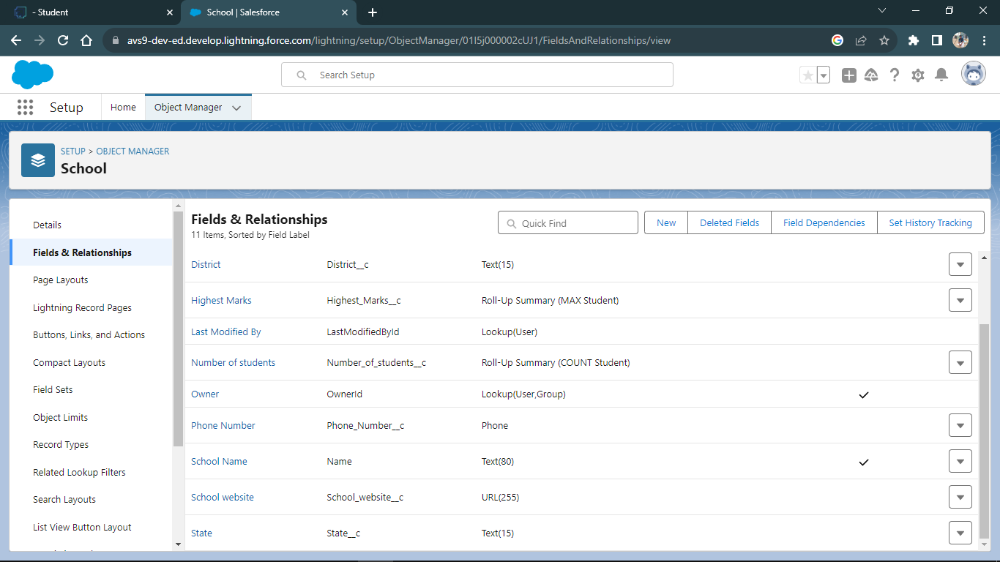 - Student
School | Salesforce
avs9-dev-ed.develop.lightning.force.com/lightning/setup/ObjectManager/01I5j000002cUJ1/FieldsAndRelationships/view
Search Setup
Setup
Home
Object Manager
SETUP > OBJECT MANAGER
School
Details
Fields & Relationships
Page Layouts
Lightning Record Pages
Buttons, Links, and Actions
Compact Layouts
Field Sets
Object Limits
Record Types
Related Lookup Filters
Search Layouts
List View Button Layout
Fields & Relationships
11 Items, Sorted by Field Label
Quick Find
New
Deleted Fields
Field Dependencies
Set History Tracking
District District__c Text(15)
Highest Marks Highest_Marks__c Roll-Up Summary (MAX Student)
Last Modified By LastModifiedById Lookup(User)
Number of students Number_of_students__c Roll-Up Summary (COUNT Student)
Owner OwnerId Lookup(User,Group)
Phone Number Phone_Number__c Phone
School Name Name Text(80)
School website School_website__c URL(255)
State State__c Text(15)